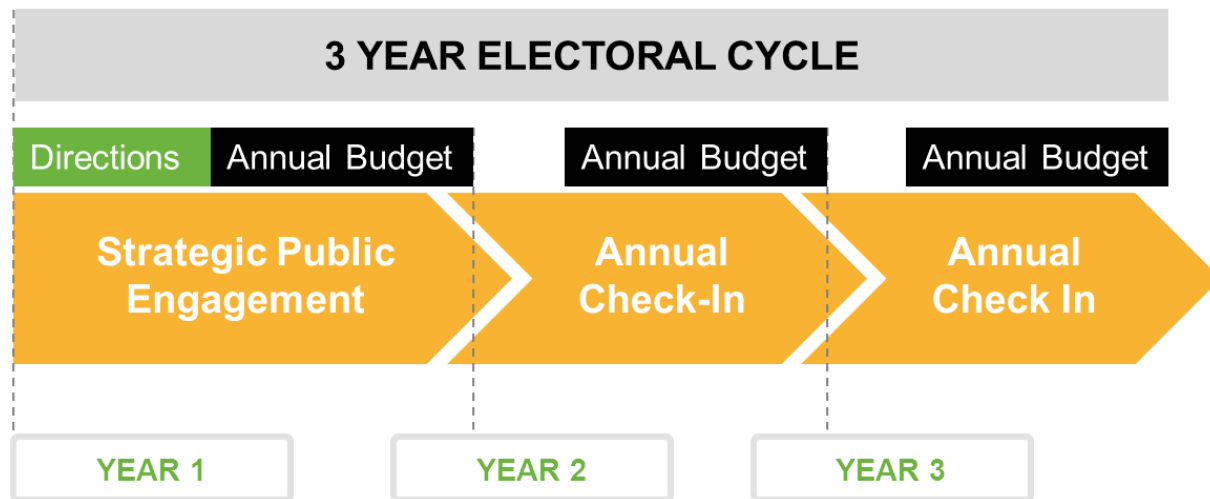 3 YEAR ELECTORAL CYCLE
Directions
Annual Budget
Annual Budget
Annual Budget
Strategic Public
Engagement
Annual
Check-In
Annual
Check In
YEAR 1
YEAR 2
YEAR 3